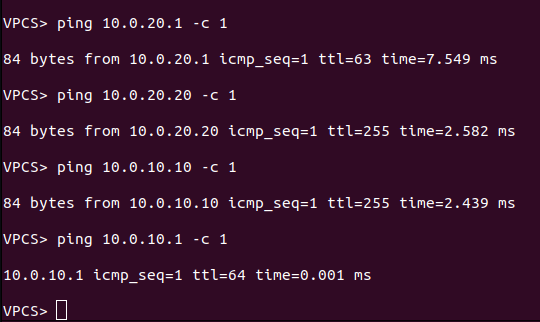 VPCS> ping 10.0.20.1 -c 1
84 bytes from 10.0.20.1 icmp_seq=1 ttl=63 time=7.549 ms
VPCS> ping 10.0.20.20 -c 1
84 bytes from 10.0.20.20 icmp_seq=1 ttl=255 time=2.582 ms
VPCS> ping 10.0.10.10 -c 1
84 bytes from 10.0.10.10 icmp_seq=1 ttl=255 time=2.439 ms
VPCS> ping 10.0.10.1 -c 1
10.0.10.1 icmp_seq=1 ttl=64 time=0.001 ms
VPCS>